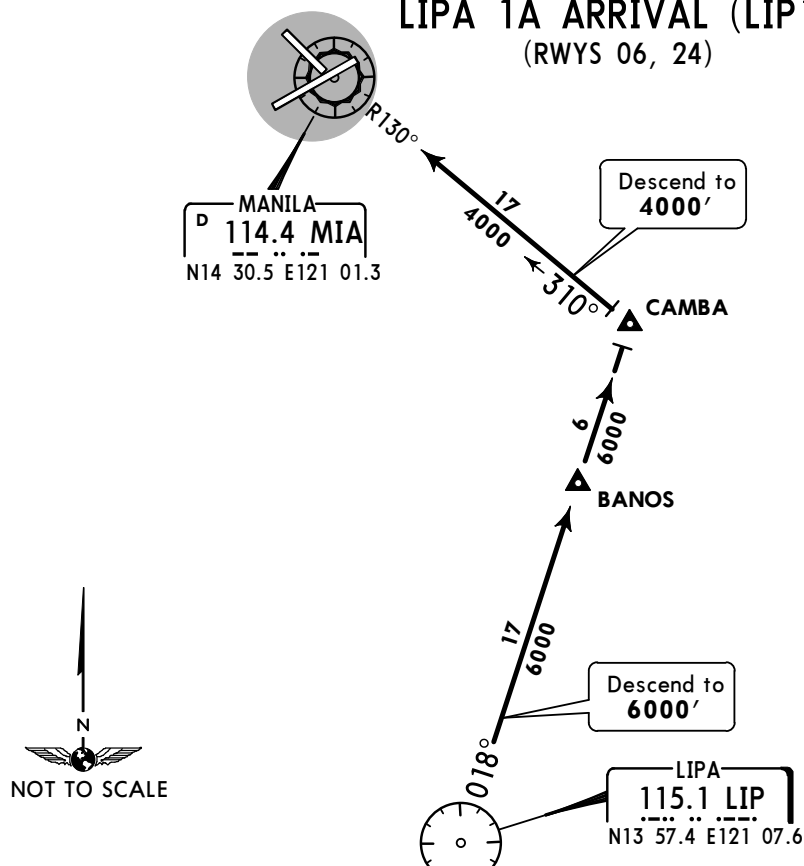 LIPA 1A ARRIVAL (LIP
(RWYS 06, 24)
R130°
MANILA
D 114.4 MIA
N14 30.5 E121 01.3
17
4000
310°
Descend to
4000'
CAMBA
6
6000
BANOS
17
6000
Descend to
6000'
018°
N
NOT TO SCALE
LIPA
115.1 LIP
N13 57.4 E121 07.6